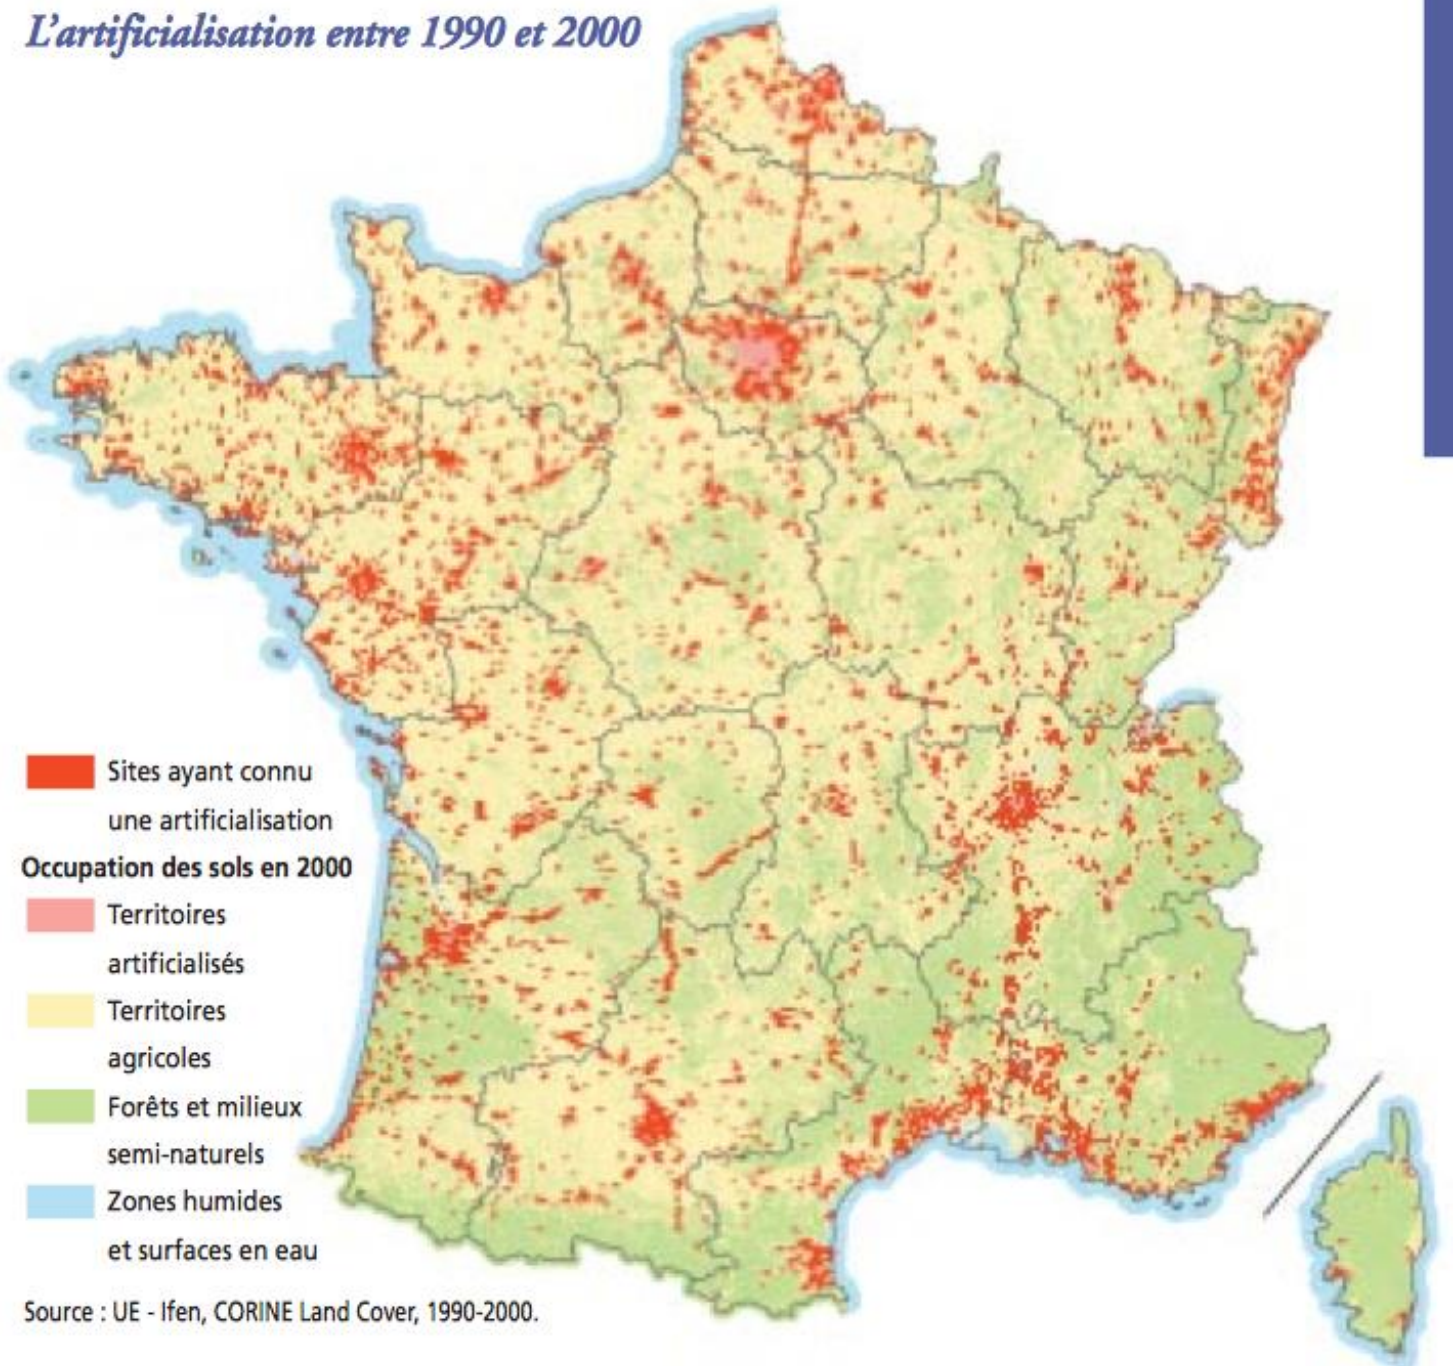 L'artificialisation entre 1990 et 2000
Sites ayant connu
une artificialisation
Occupation des sols en 2000
Territoires
artificialisés
Territoires
agricoles
Forêts et milieux
semi-naturels
Zones humides
et surfaces en eau
Source : UE - Ifen, CORINE Land Cover, 1990-2000.